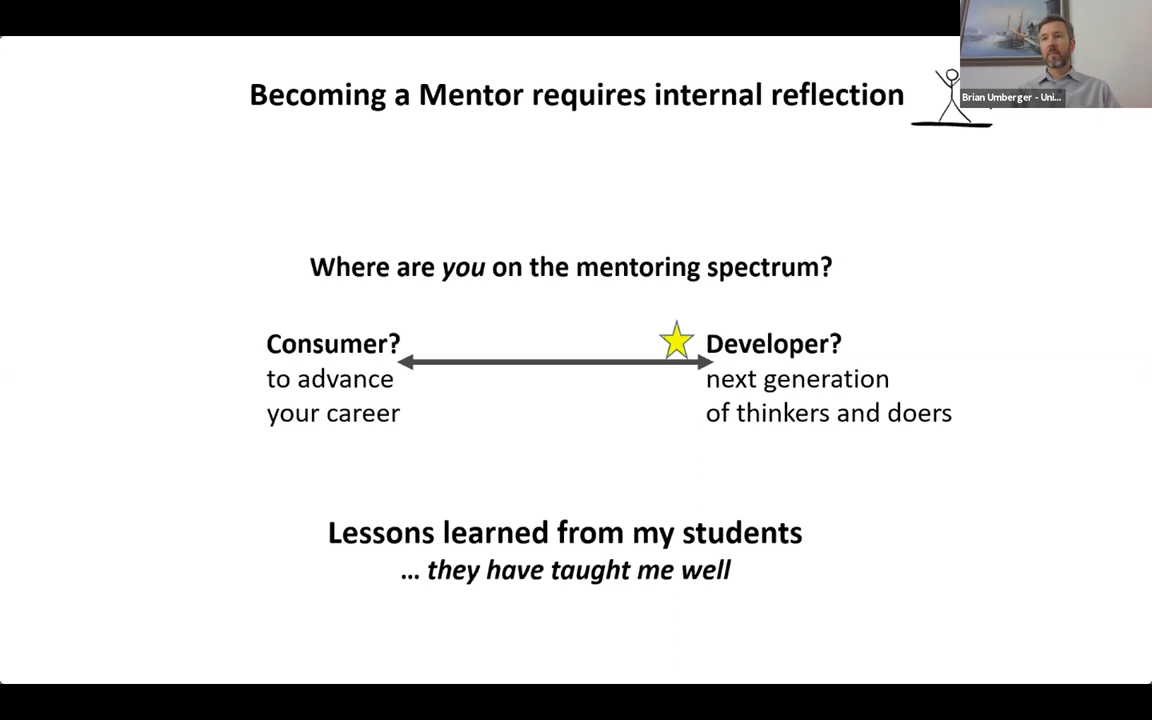 Becoming a Mentor requires internal reflection
Brian Umberger - Uni...
Where are you on the mentoring spectrum?
Consumer?
to advance
your career
Developer?
next generation
of thinkers and doers
Lessons learned from my students
... they have taught me well